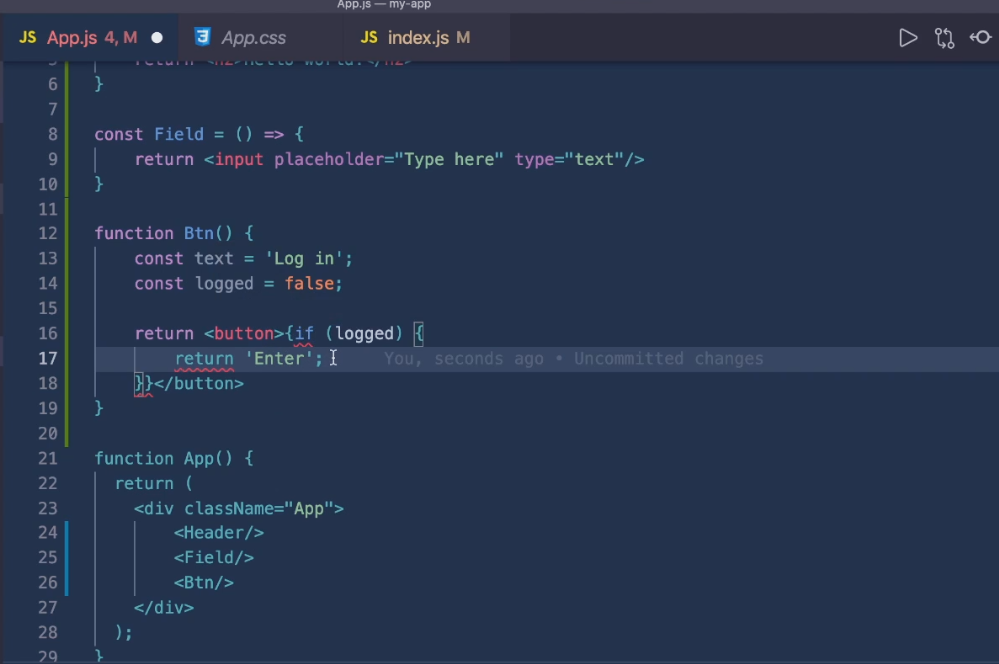 App.js — my-app
JS App.js 4, M App.css JS index.js M
5 return <h2>Hello World!</h2>
6 }
7
8 const Field = () => {
9 return <input placeholder="Type here" type="text"/>
10 }
11
12 function Btn() {
13 const text = 'Log in';
14 const logged = false;
15
16 return <button>{if (logged) {
17 return 'Enter'; You, seconds ago • Uncommitted changes
18 }}</button>
19 }
20
21 function App() {
22 return (
23 <div className="App">
24 <Header/>
25 <Field/>
26 <Btn/>
27 </div>
28 );
29 }